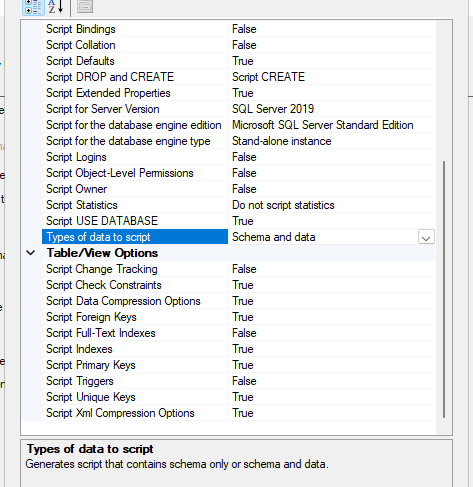 Script Bindings False
Script Collation False
Script Defaults True
Script DROP and CREATE Script CREATE
Script Extended Properties True
Script for Server Version SQL Server 2019
Script for the database engine edition Microsoft SQL Server Standard Edition
Script for the database engine type Stand-alone instance
Script Logins False
Script Object-Level Permissions False
Script Owner False
Script Statistics Do not script statistics
Script USE DATABASE True
Types of data to script Schema and data
Table/View Options
Script Change Tracking False
Script Check Constraints True
Script Data Compression Options True
Script Foreign Keys True
Script Full-Text Indexes False
Script Indexes True
Script Primary Keys True
Script Triggers False
Script Unique Keys True
Script Xml Compression Options True
Types of data to script
Generates script that contains schema only or schema and data.